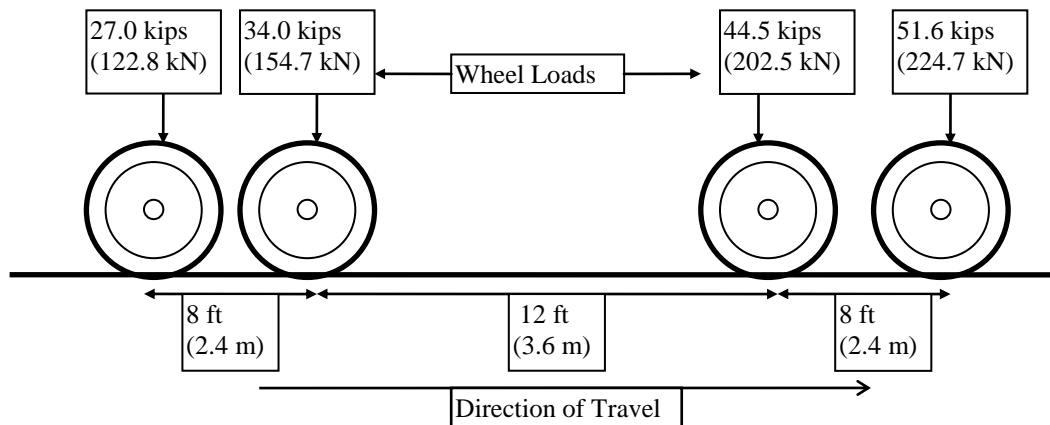 27.0 kips
(122.8 kN)
34.0 kips
(154.7 kN)
Wheel Loads
44.5 kips
(202.5 kN)
51.6 kips
(224.7 kN)
8 ft
(2.4 m)
12 ft
(3.6 m)
8 ft
(2.4 m)
Direction of Travel